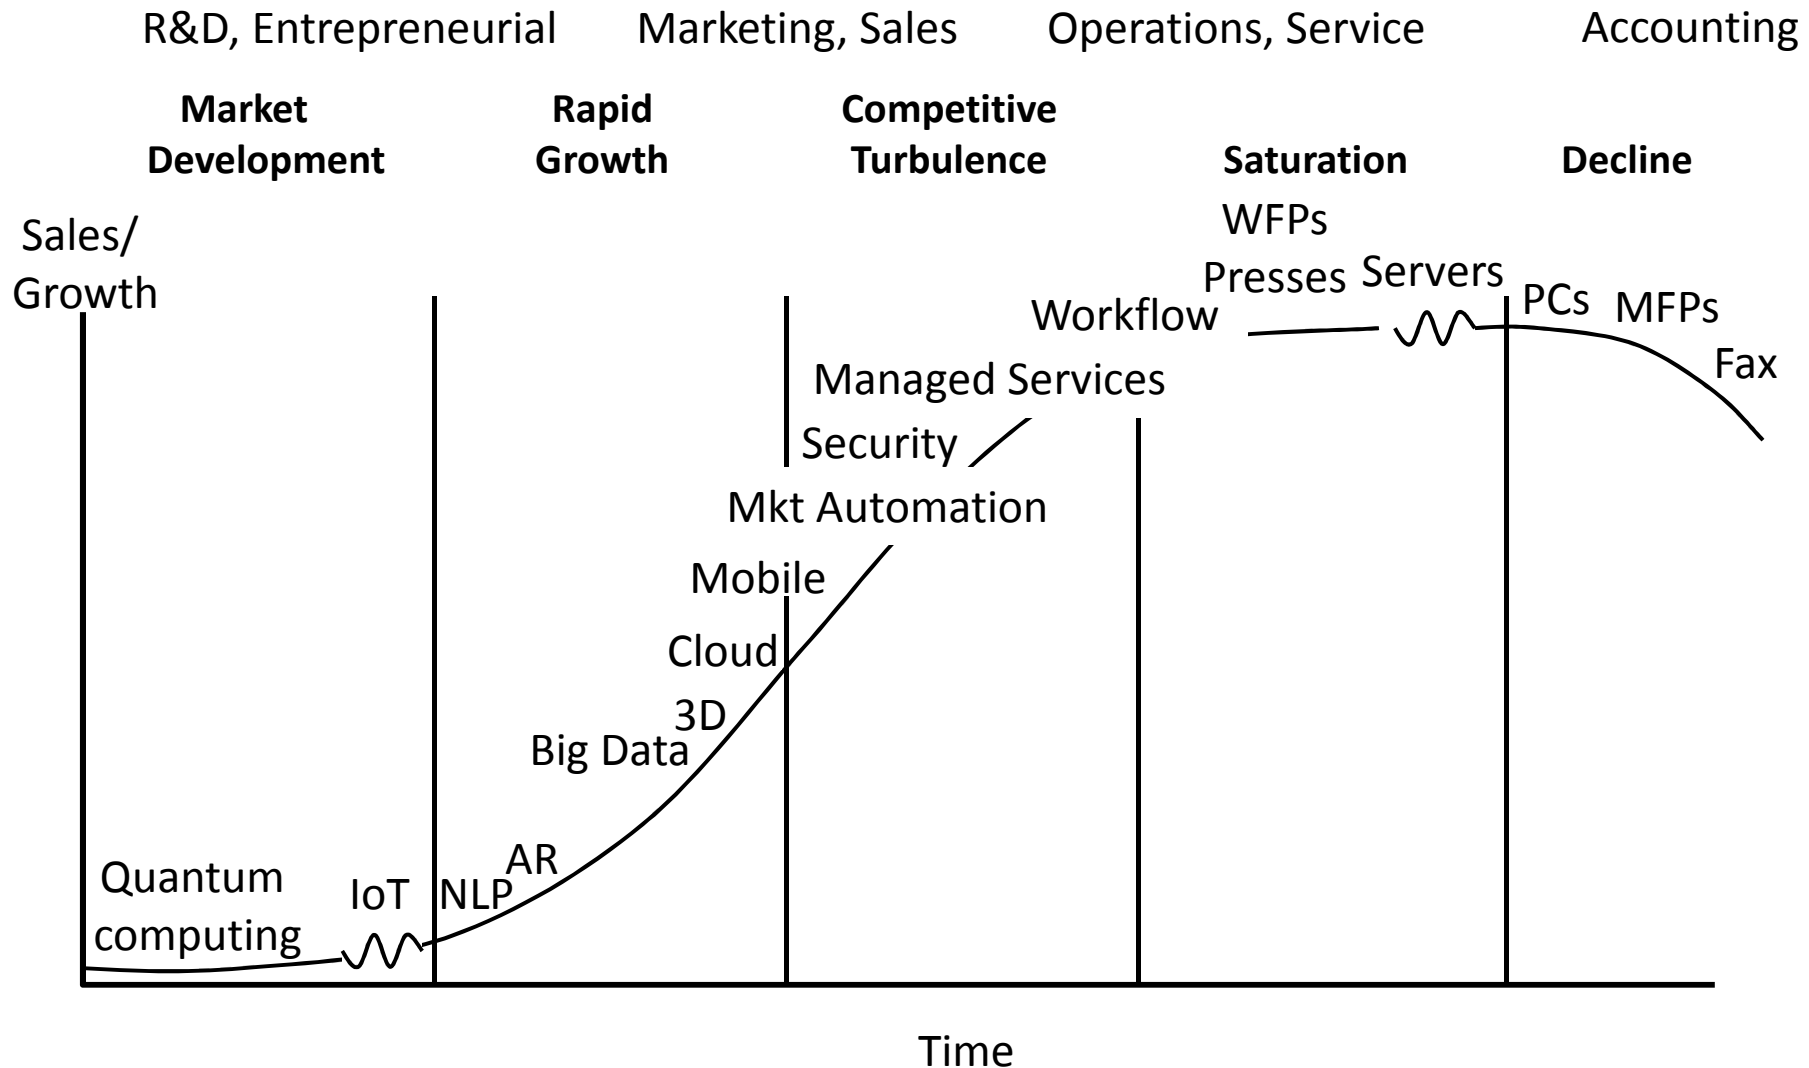 R&D, Entrepreneurial
Marketing, Sales
Operations, Service
Accounting
Market
Development
Rapid
Growth
Competitive
Turbulence
Saturation
Decline
Sales/
Growth
WFPs
Presses
Servers
PCs
MFPs
Fax
Workflow
Managed Services
Security
Mkt Automation
Mobile
Cloud
3D
Big Data
AR
NLP
IoT
Quantum
computing
Time